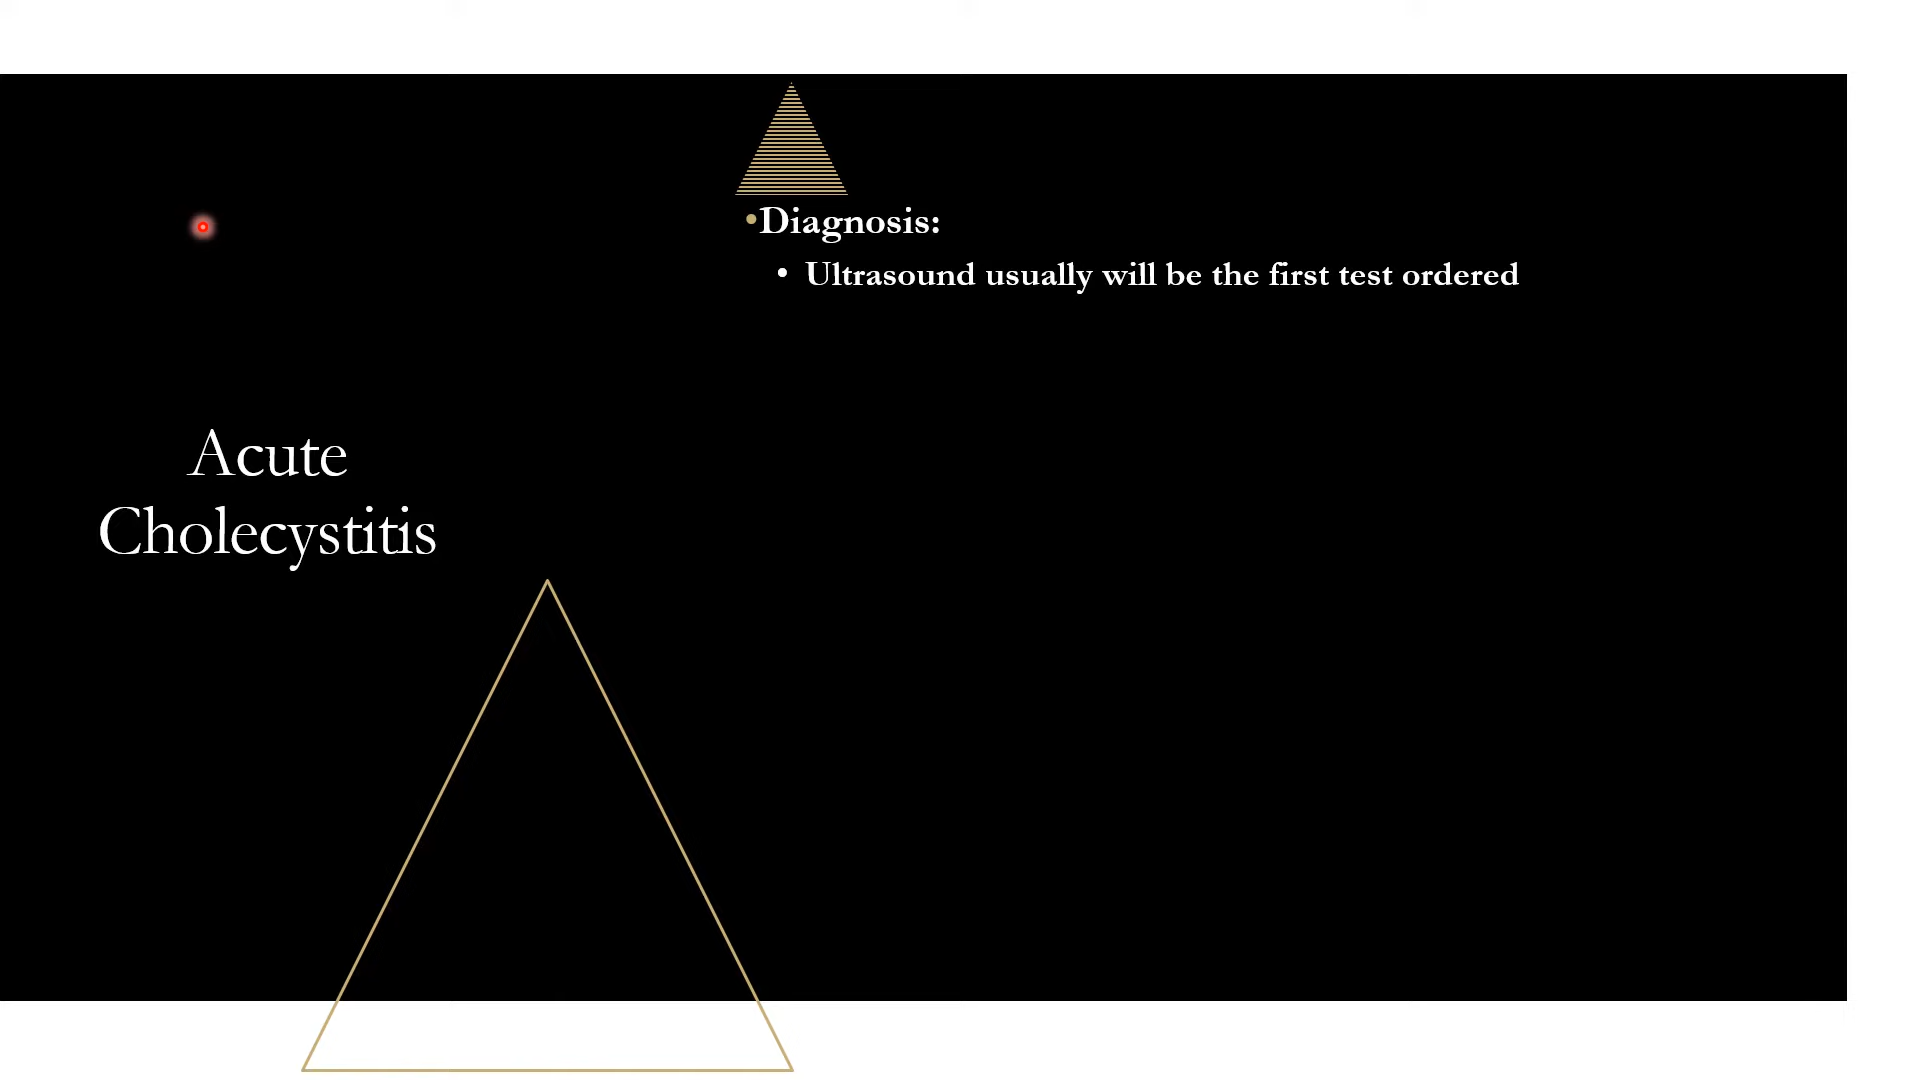 Acute
Cholecystitis
•Diagnosis:
• Ultrasound usually will be the first test ordered